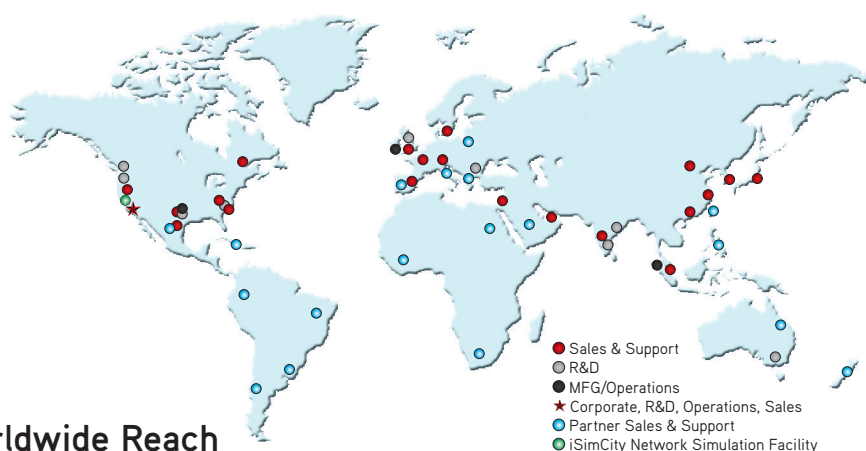 Sales & Support
R&D
MFG/Operations
Corporate, R&D, Operations, Sales
Partner Sales & Support
iSimCity Network Simulation Facility
rldwide Reach